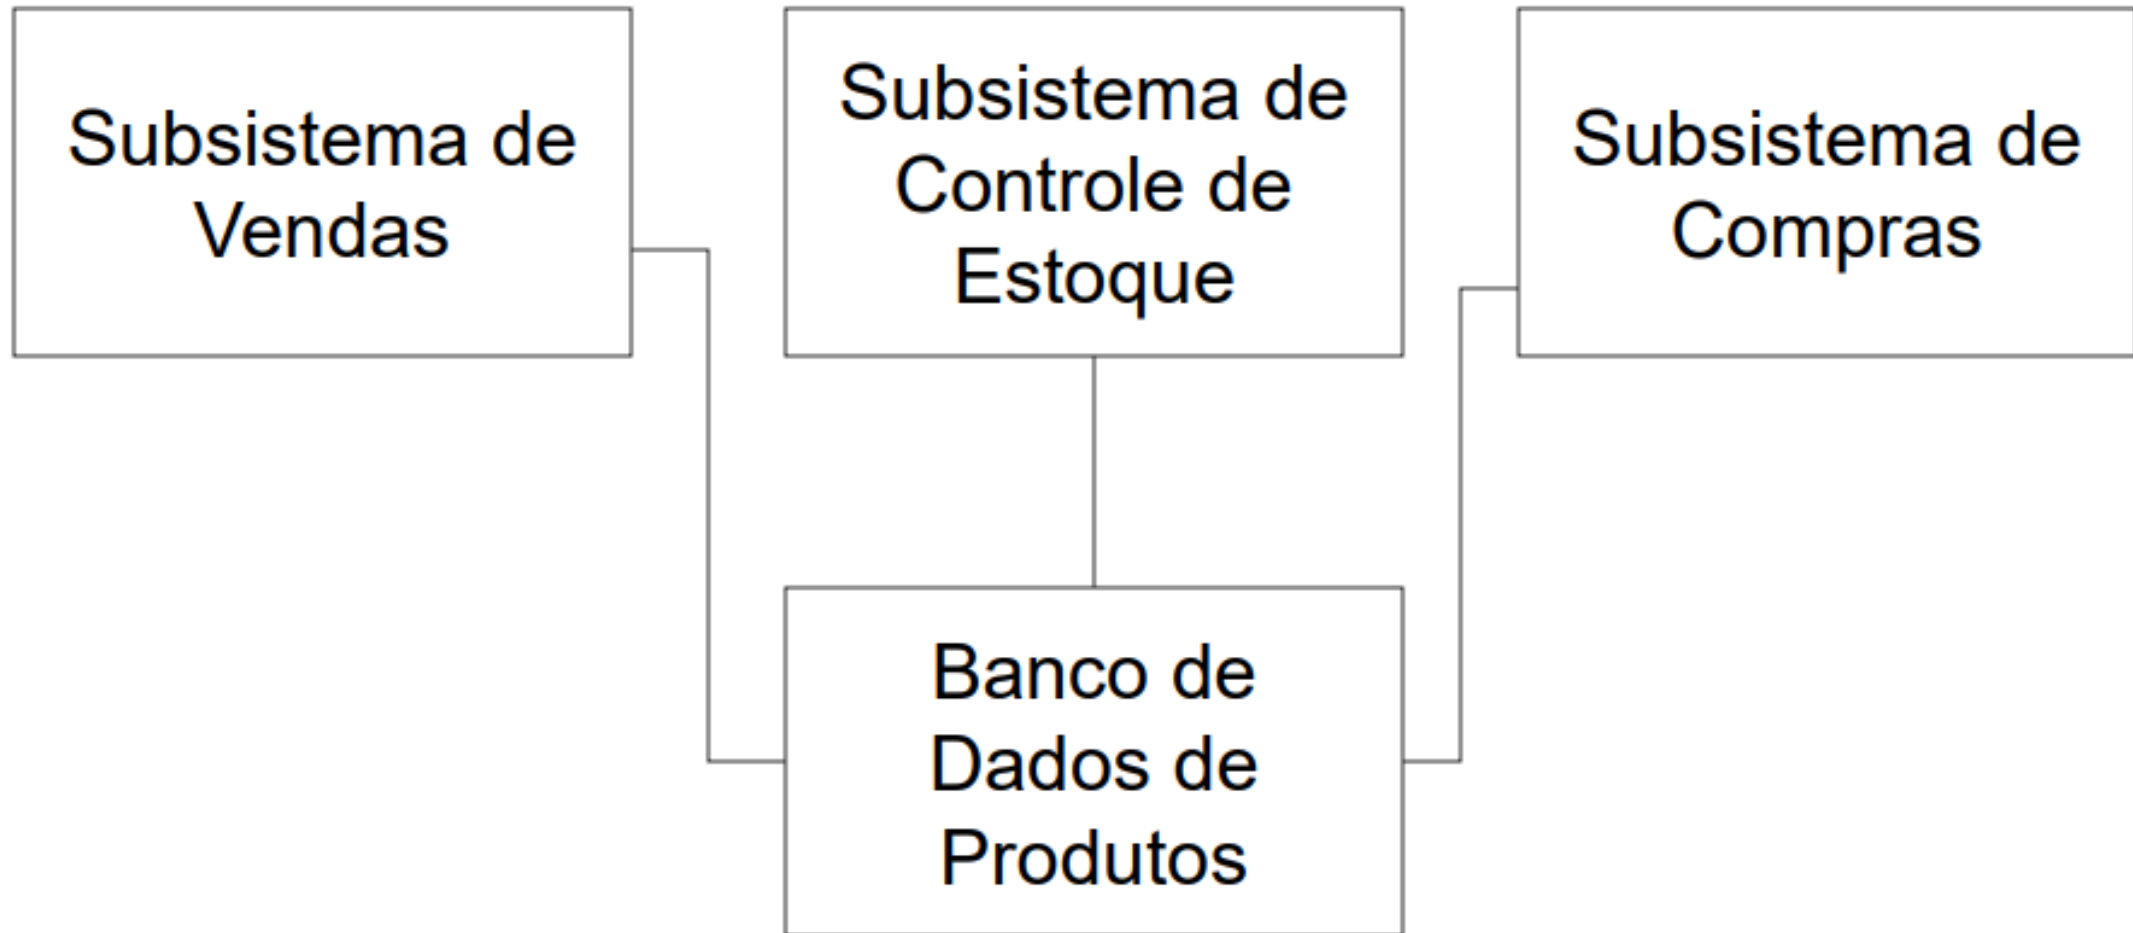 Subsistema de
Vendas
Subsistema de
Controle de
Estoque
Subsistema de
Compras
Banco de
Dados de
Produtos